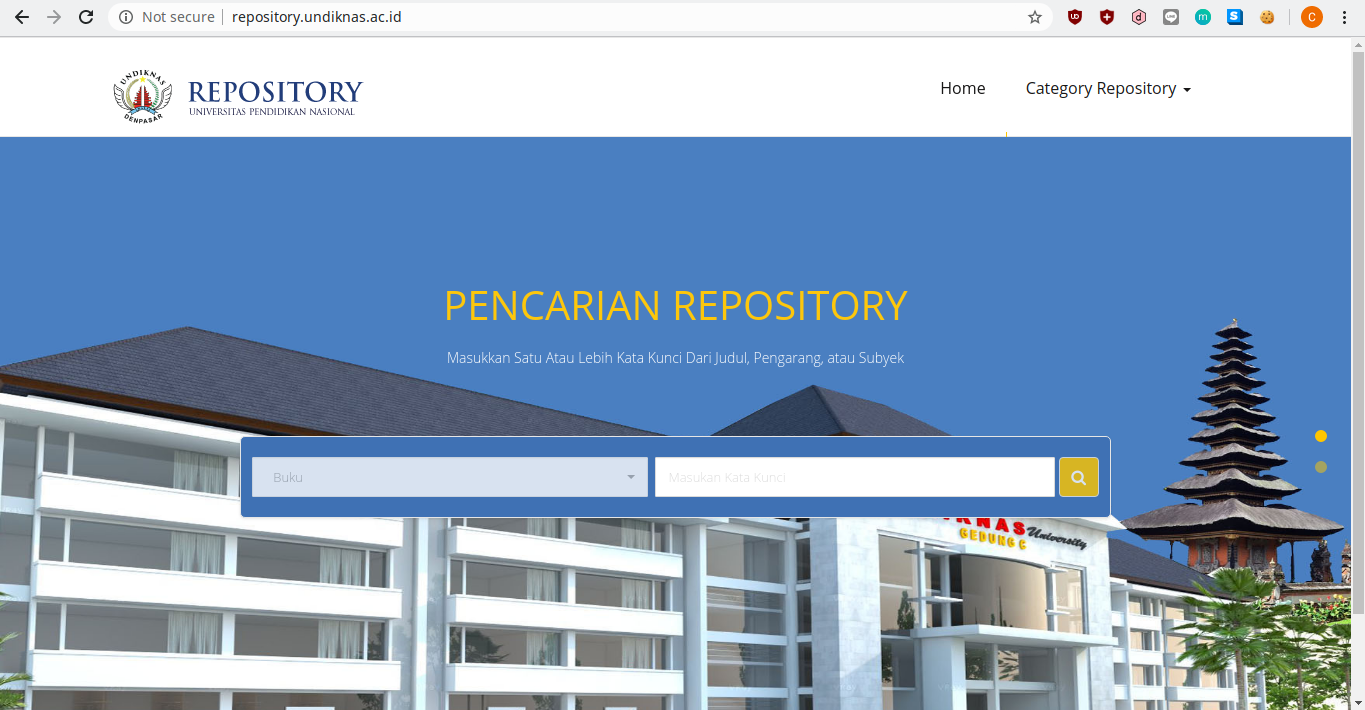 Not secure | repository.undiknas.ac.id
UNDIKNAS
DENPASAR
REPOSITORY
UNIVERSITAS PENDIDIKAN NASIONAL
Home
Category Repository
PENCARIAN REPOSITORY
Masukkan Satu Atau Lebih Kata Kunci Dari Judul, Pengarang, atau Subyek
Buku
Masukan Kata Kunci
KNAS University
GEDUNG C